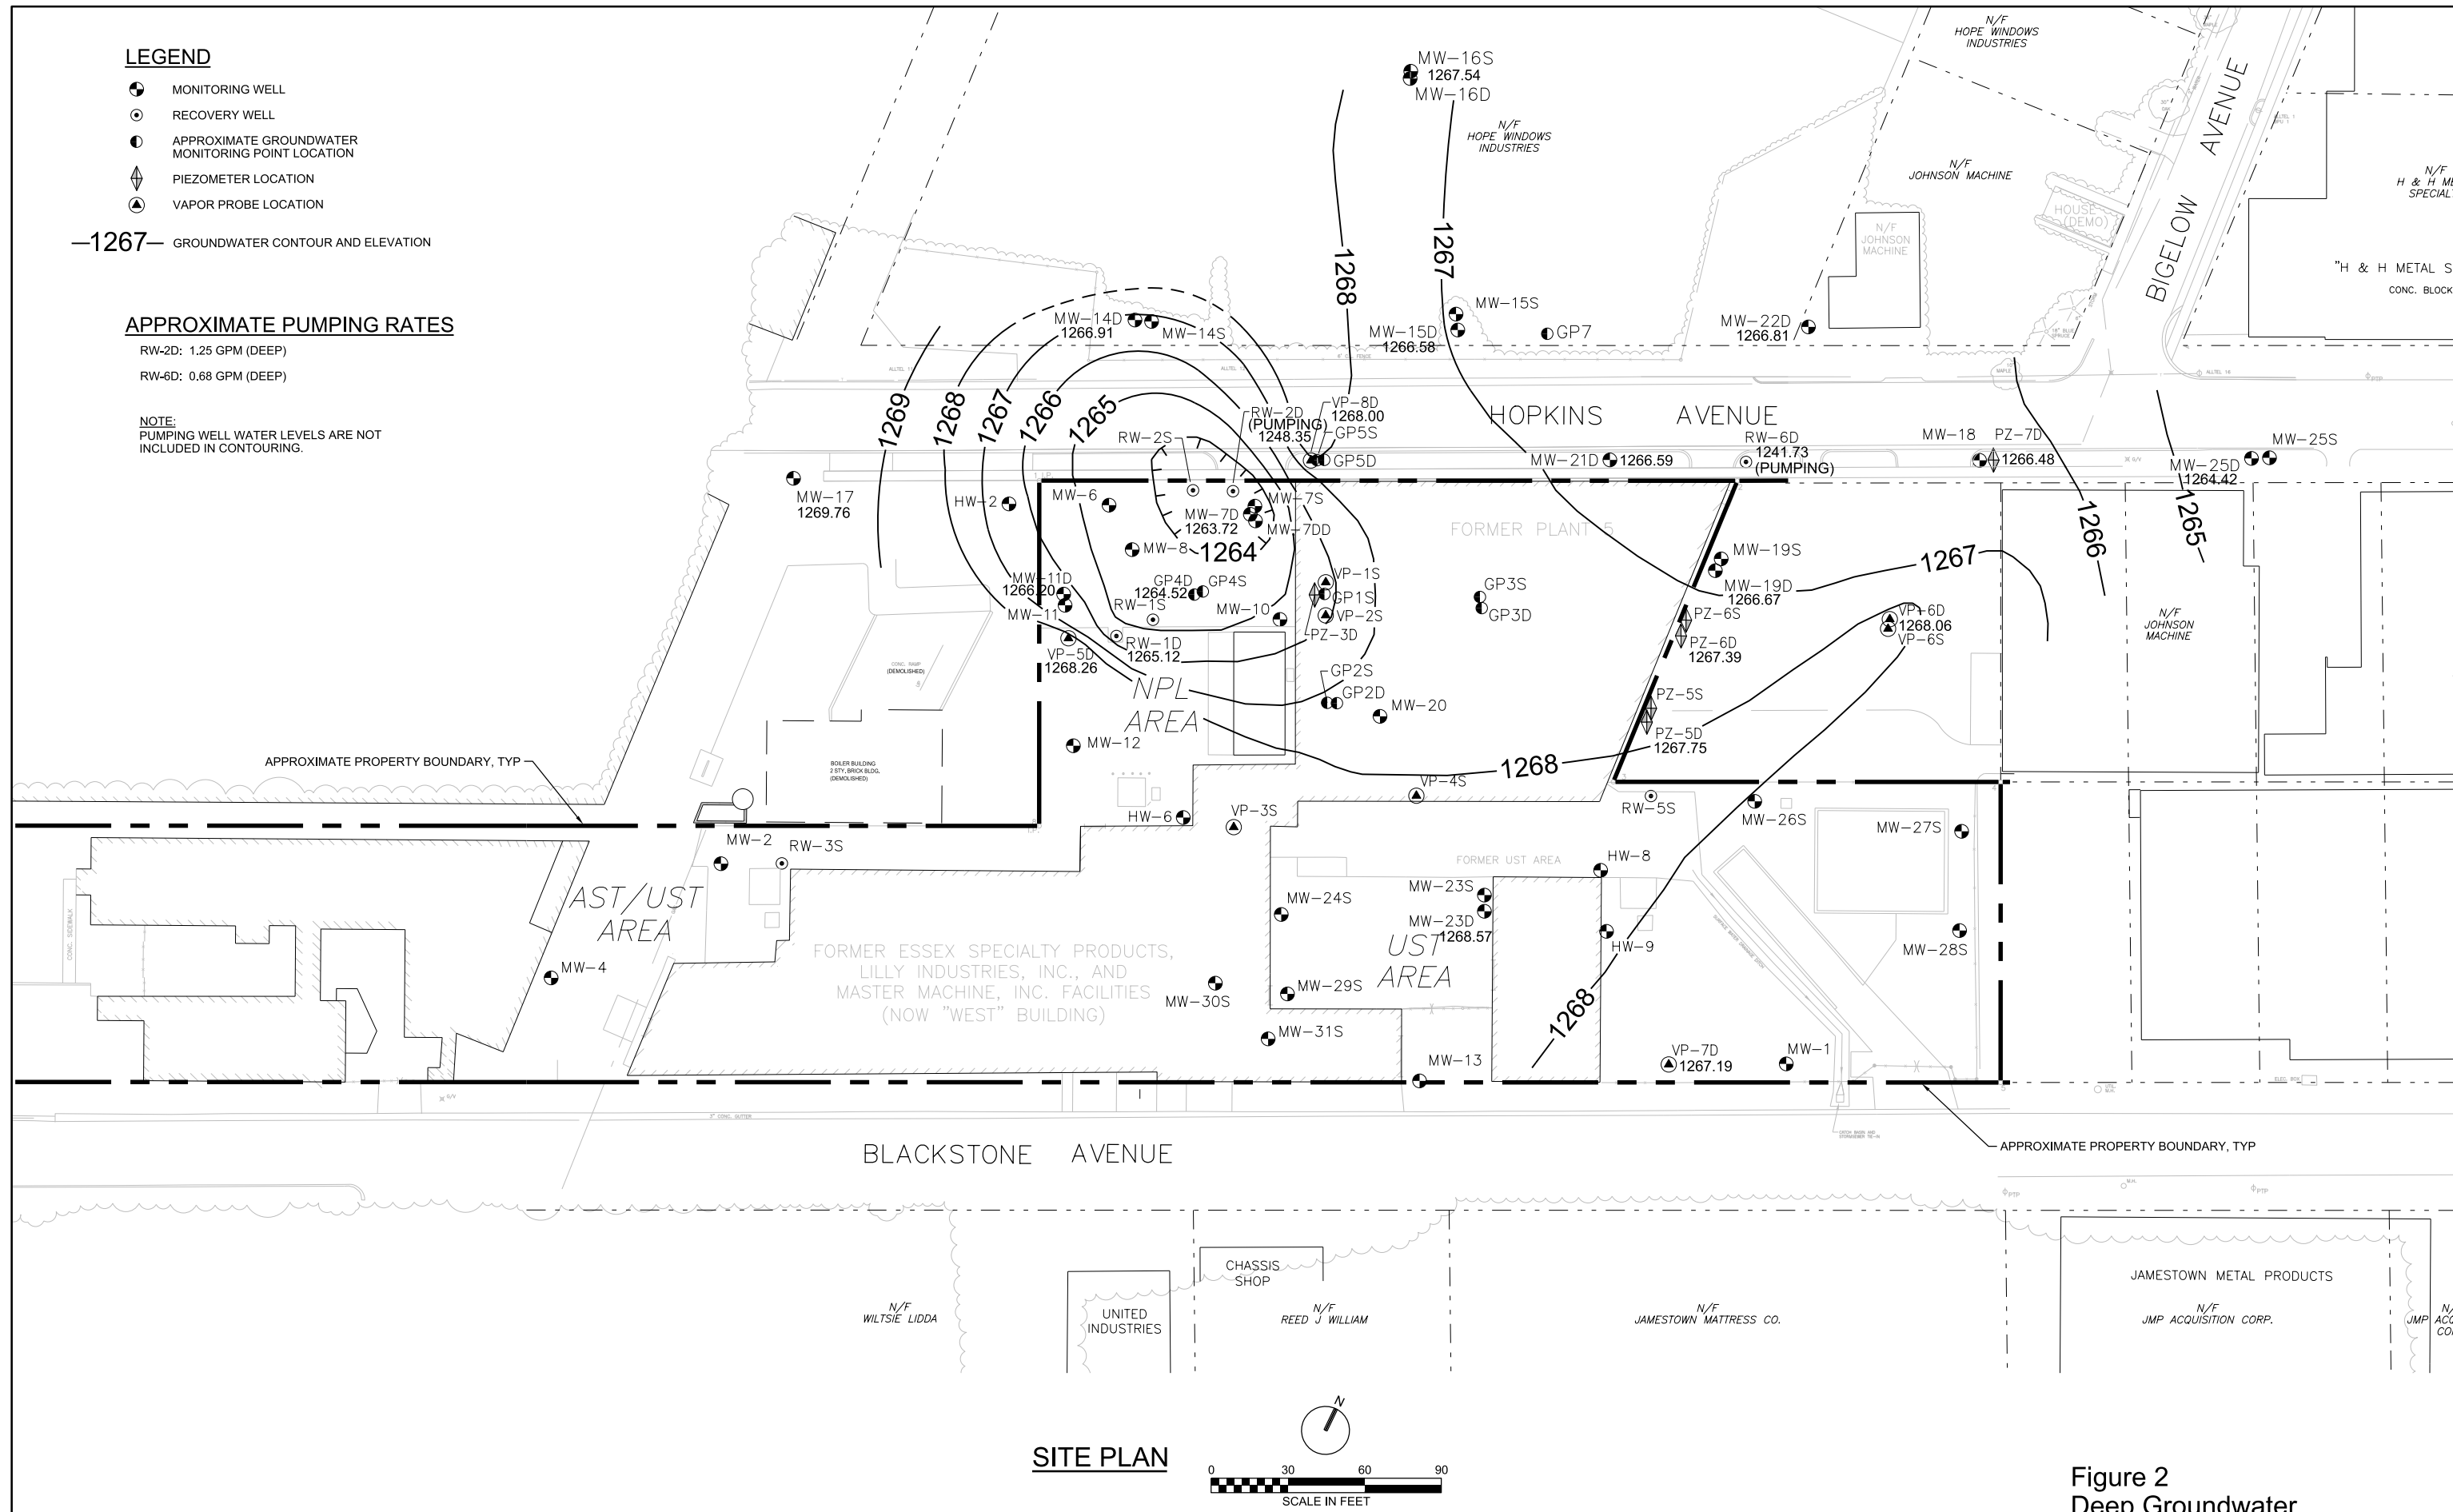 LEGEND
MONITORING WELL
RECOVERY WELL
APPROXIMATE GROUNDWATER
MONITORING POINT LOCATION
PIEZOMETER LOCATION
VAPOR PROBE LOCATION
—1267— GROUNDWATER CONTOUR AND ELEVATION
APPROXIMATE PUMPING RATES
RW-2D: 1.25 GPM (DEEP)
RW-6D: 0.68 GPM (DEEP)
NOTE:
PUMPING WELL WATER LEVELS ARE NOT
INCLUDED IN CONTOURING.
MW-16S
1267.54
MW-16D
N/F
HOPE WINDOWS
INDUSTRIES
N/F
HOPE WINDOWS
INDUSTRIES
N/F
JOHNSON MACHINE
N/F
JOHNSON
MACHINE
HOUSE
(DEMO)
BIGELOW AVENUE
N/F
H & H ME
SPECIAL
"H & H METAL S
CONC. BLOCK
1268
1267
MW-14D
1266.91
MW-14S
MW-15S
MW-15D
1266.58
GP7
MW-22D
1266.81
1269
1268
1267
1266
1265
RW-2S
RW-2D
(PUMPING)
1248.35
VP-8D
1268.00
GP5S
GP5D
HOPKINS AVENUE
MW-21D
1266.59
RW-6D
1241.73
(PUMPING)
MW-18
PZ-7D
1266.48
MW-25S
MW-25D
1264.42
1266
1265
MW-17
1269.76
HW-2
MW-6
MW-7S
MW-7D
1263.72
MW-7DD
1264
MW-8
FORMER PLANT 5
MW-19S
MW-19D
1266.67
1267
MW-11D
1266.20
MW-11
GP4D
1264.52
GP4S
RW-1S
MW-10
VP-1S
GP1S
VP-2S
PZ-3D
GP3S
GP3D
PZ-6S
PZ-6D
1267.39
VP-6D
1268.06
VP-6S
N/F
JOHNSON
MACHINE
VP-5D
1268.26
RW-1D
1265.12
CONC. RAMP
(DEMOLISHED)
NPL
AREA
GP2S
GP2D
MW-20
PZ-5S
PZ-5D
1267.75
MW-12
1268
APPROXIMATE PROPERTY BOUNDARY, TYP
BOILER BUILDING
2 STY. BRICK BLDG.
(DEMOLISHED)
VP-4S
RW-5S
MW-26S
MW-27S
HW-6
VP-3S
MW-2
RW-3S
FORMER UST AREA
HW-8
AST/UST
AREA
MW-24S
MW-23S
MW-23D
1268.57
UST
AREA
HW-9
MW-28S
CONC. SIDEWALK
MW-4
FORMER ESSEX SPECIALTY PRODUCTS,
LILLY INDUSTRIES, INC., AND
MASTER MACHINE, INC. FACILITIES
(NOW "WEST" BUILDING)
MW-30S
MW-29S
MW-31S
1268
MW-13
VP-7D
1267.19
MW-1
BLACKSTONE AVENUE
APPROXIMATE PROPERTY BOUNDARY, TYP
N/F
WILTSIE LIDDA
UNITED
INDUSTRIES
CHASSIS
SHOP
N/F
REED J WILLIAM
N/F
JAMESTOWN MATTRESS CO.
JAMESTOWN METAL PRODUCTS
N/F
JMP ACQUISITION CORP.
JMP ACQ
CO
N
SITE PLAN
0 30 60 90
SCALE IN FEET
Figure 2
Deep Groundwater